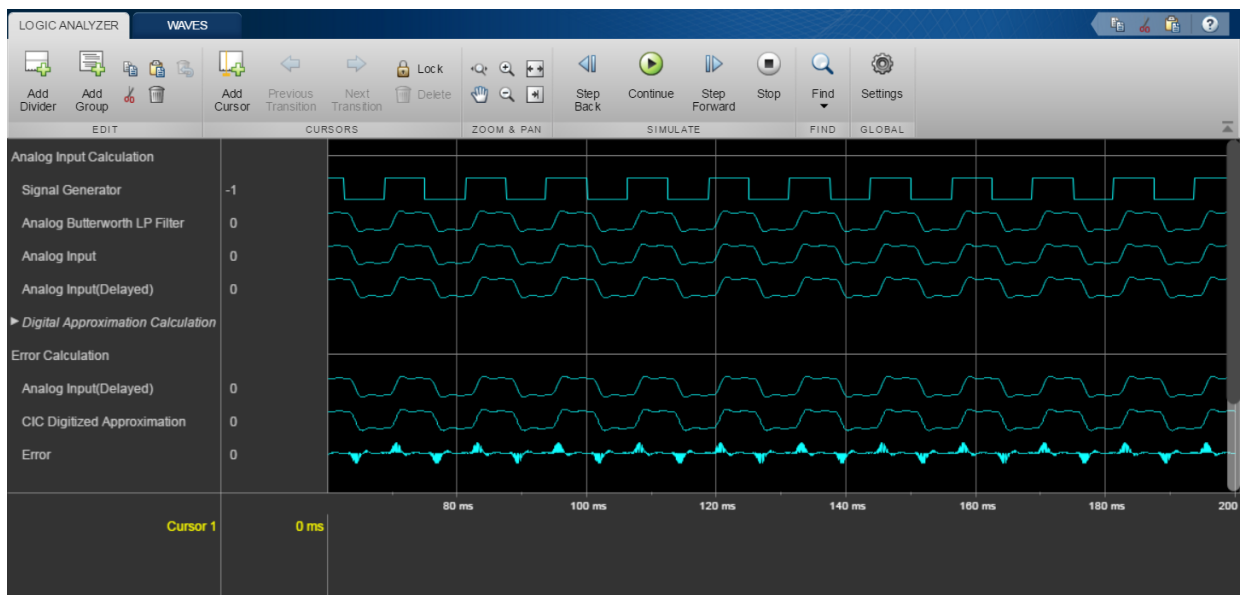 LOGIC ANALYZER
WAVES
Add Divider
Add Group
EDIT
Add Cursor
Previous Transition
Next Transition
Lock
Delete
CURSORS
ZOOM & PAN
Step Back
Continue
Step Forward
Stop
SIMULATE
Find
FIND
Settings
GLOBAL
Analog Input Calculation
Signal Generator -1
Analog Butterworth LP Filter 0
Analog Input 0
Analog Input(Delayed) 0
Digital Approximation Calculation
Error Calculation
Analog Input(Delayed) 0
CIC Digitized Approximation 0
Error 0
80 ms 100 ms 120 ms 140 ms 160 ms 180 ms 200
Cursor 1 0 ms